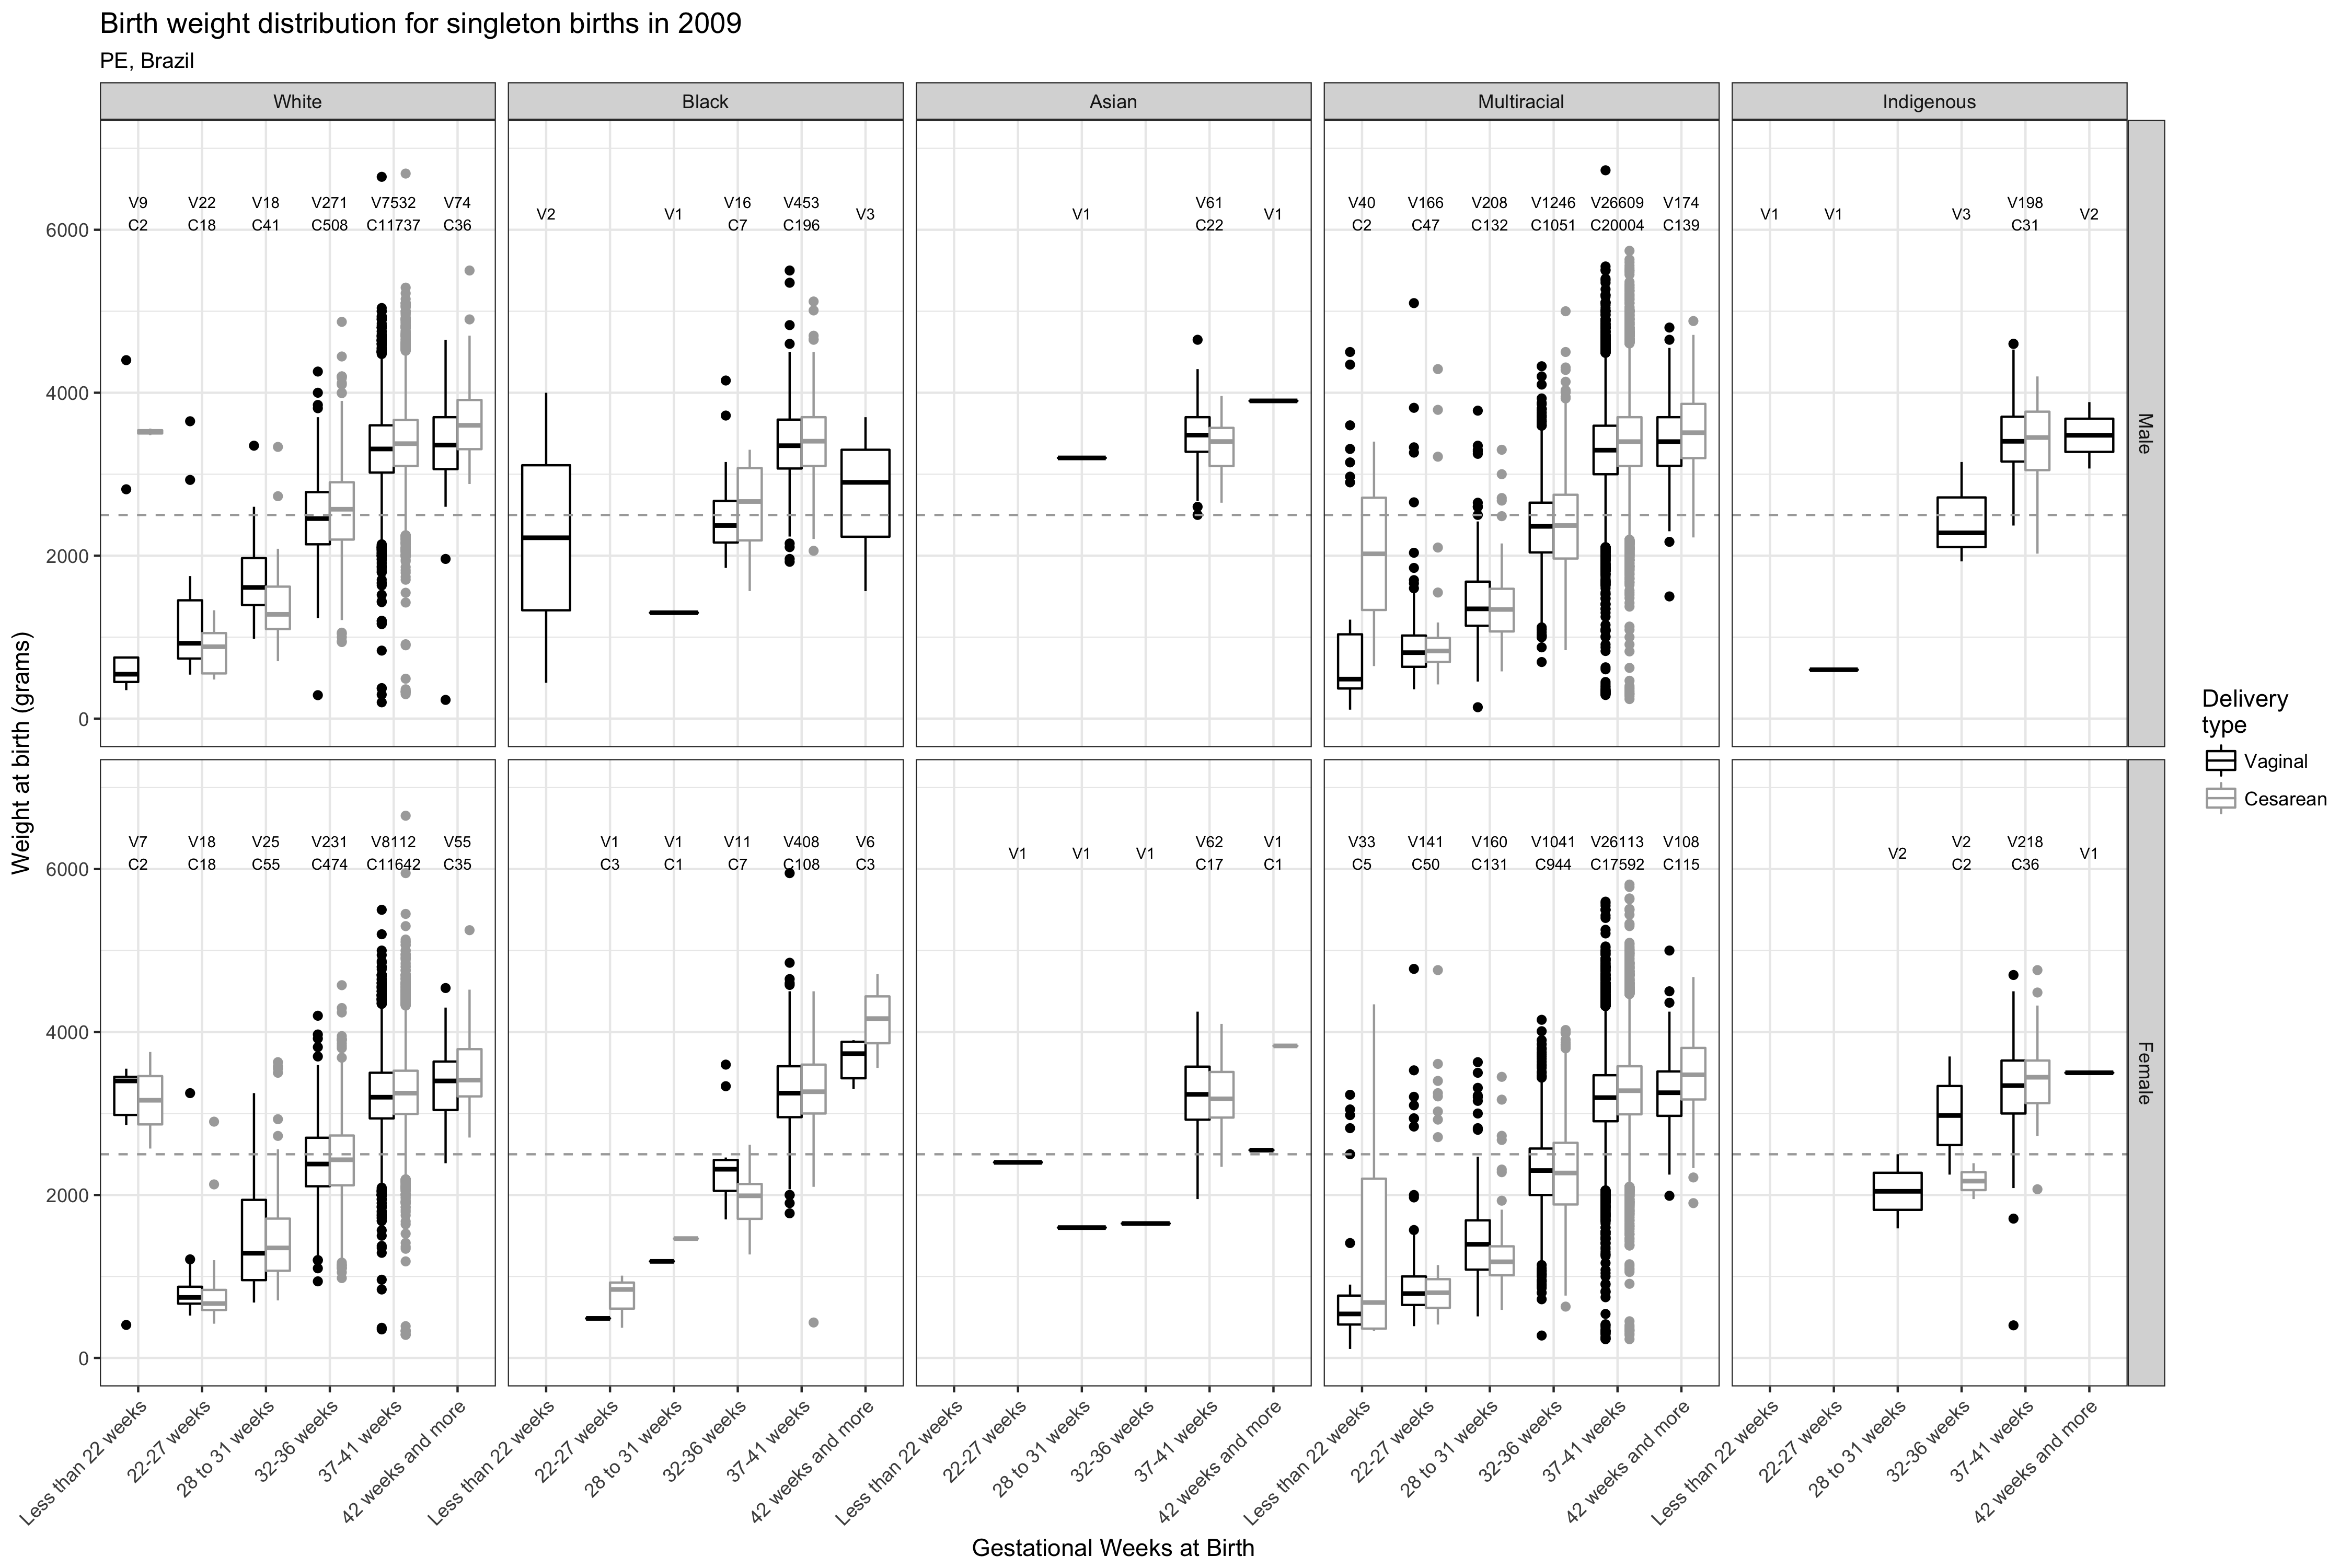 Birth weight distribution for singleton births in 2009
PE, Brazil
White
Black
Asian
Multiracial
Indigenous
V9 V22 V18 V271 V7532 V74
C2 C18 C41 C508 C11737 C36
V2 V1 V16 V453 V3
C7 C196
V1 V61 V1
C22
V40 V166 V208 V1246 V26609 V174
C2 C47 C132 C1051 C20004 C139
V1 V1 V3 V198 V2
C31
6000
4000
2000
0
Male
V7 V18 V25 V231 V8112 V55
C2 C18 C55 C474 C11642 C35
V1 V1 V11 V408 V6
C3 C1 C7 C108 C3
V1 V1 V1 V62 V1
C17 C1
V33 V141 V160 V1041 V26113 V108
C5 C50 C131 C944 C17592 C115
V2 V2 V218 V1
C2 C36
6000
4000
2000
0
Female
Weight at birth (grams)
Less than 22 weeks
22-27 weeks
28 to 31 weeks
32-36 weeks
37-41 weeks
42 weeks and more
Less than 22 weeks
22-27 weeks
28 to 31 weeks
32-36 weeks
37-41 weeks
42 weeks and more
Less than 22 weeks
22-27 weeks
28 to 31 weeks
32-36 weeks
37-41 weeks
42 weeks and more
Less than 22 weeks
22-27 weeks
28 to 31 weeks
32-36 weeks
37-41 weeks
42 weeks and more
Less than 22 weeks
22-27 weeks
28 to 31 weeks
32-36 weeks
37-41 weeks
42 weeks and more
Gestational Weeks at Birth
Delivery
type
Vaginal
Cesarean